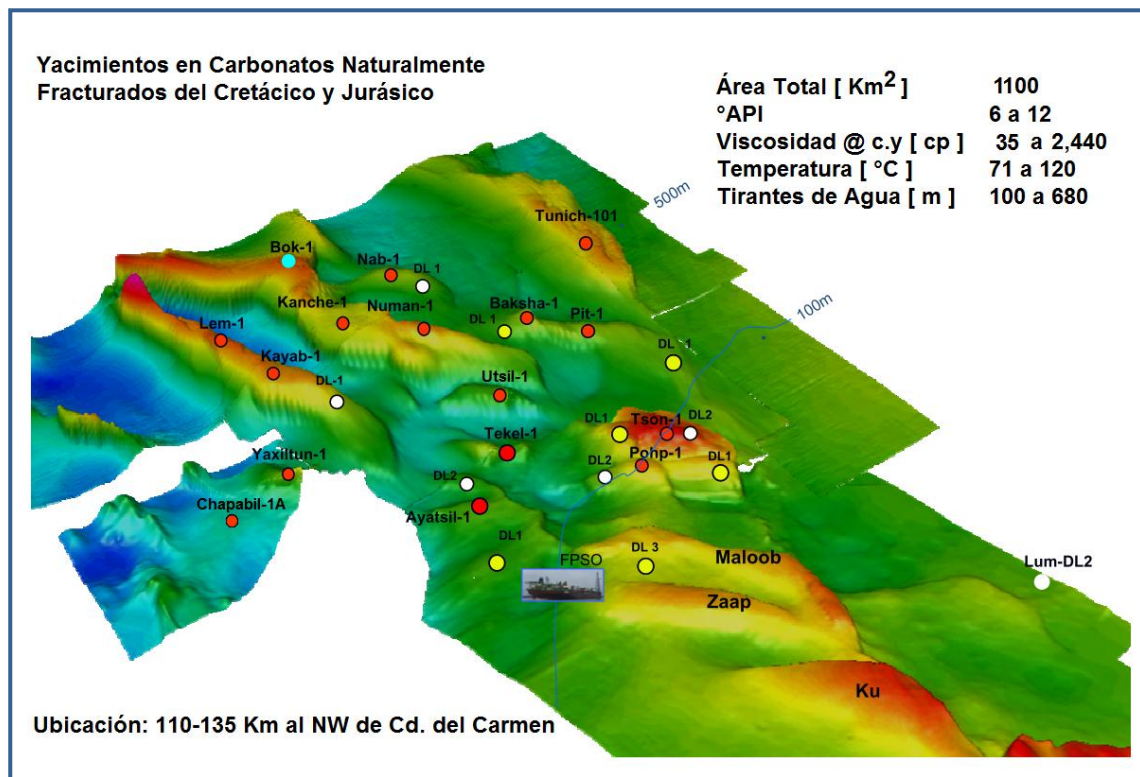 Yacimientos en Carbonatos Naturalmente
Fracturados del Cretácico y Jurásico
Área Total [ Km² ] 1100
°API 6 a 12
Viscosidad @ c.y [ cp ] 35 a 2,440
Temperatura [ °C ] 71 a 120
Tirantes de Agua [ m ] 100 a 680
500m
Tunich-101
Bok-1
Nab-1
DL 1
Kanche-1
Numan-1
Baksha-1
DL 1
Pit-1
100m
Lem-1
Kayab-1
DL-1
Utsil-1
DL 1
Tekel-1
DL1
Tson-1
DL2
Pohp-1
DL2
DL1
Yaxiltun-1
DL2
Chapabil-1A
Ayatsil-1
DL1
FPSO
DL 3
Maloob
Lum-DL2
Zaap
Ku
Ubicación: 110-135 Km al NW de Cd. del Carmen